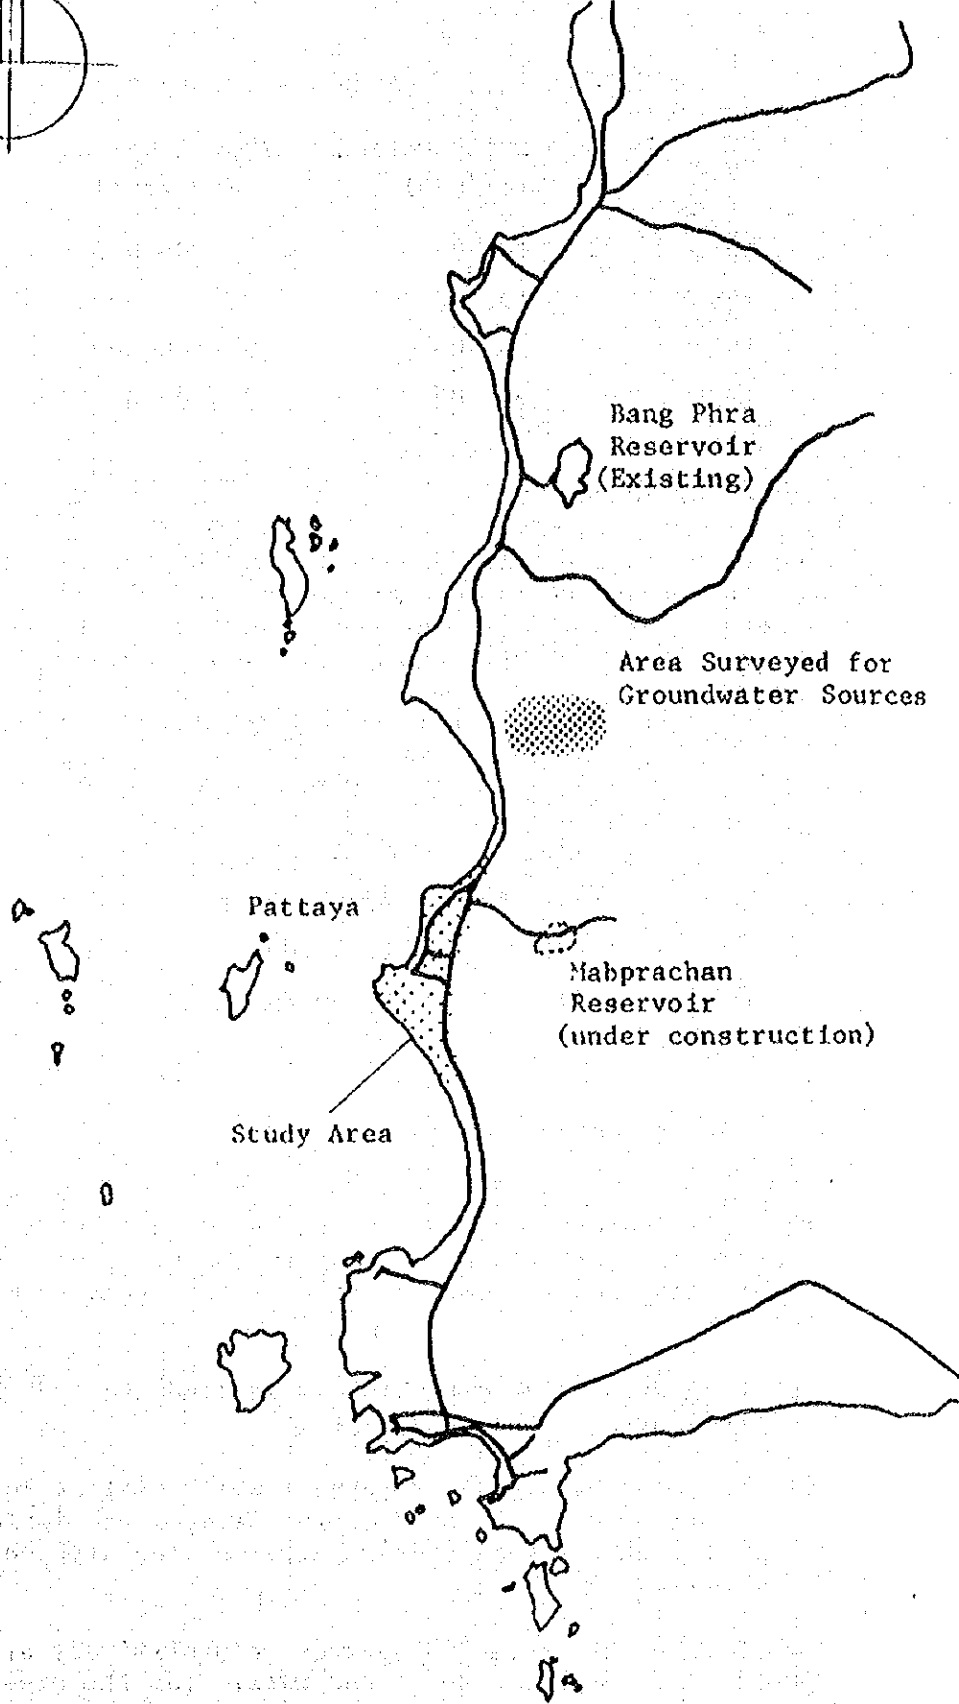 Bang Phra
Reservoir
(Existing)
Area Surveyed for
Groundwater Sources
Pattaya
Mabprachan
Reservoir
(under construction)
Study Area